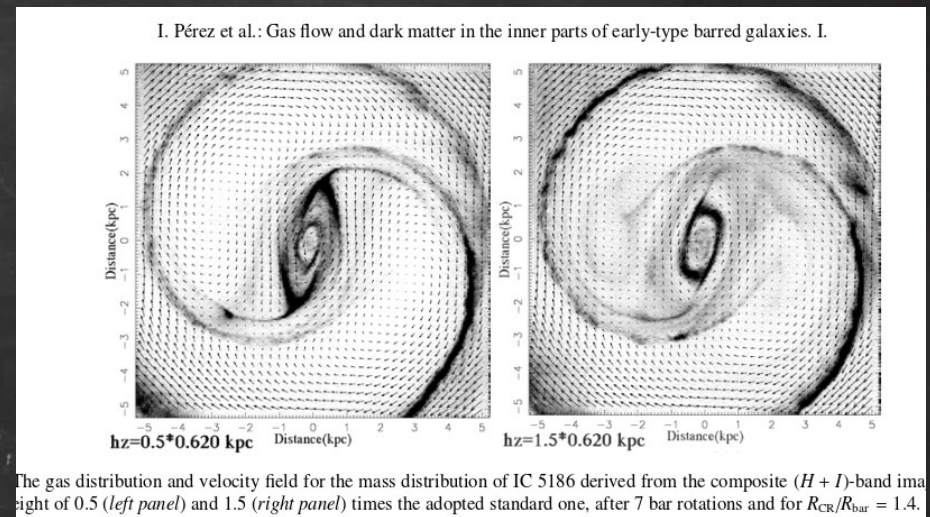 I. Pérez et al.: Gas flow and dark matter in the inner parts of early-type barred galaxies. I.
5
4
3
2
1
0
−1
−2
−3
−4
−5
Distance(kpc)
−5 −4 −3 −2 −1 0 1 2 3 4 5
hz=0.5*0.620 kpc Distance(kpc)
5
4
3
2
1
0
−1
−2
−3
−4
−5
Distance(kpc)
−5 −4 −3 −2 −1 0 1 2 3 4 5
hz=1.5*0.620 kpc Distance(kpc)
The gas distribution and velocity field for the mass distribution of IC 5186 derived from the composite (H + I)-band ima
eight of 0.5 (left panel) and 1.5 (right panel) times the adopted standard one, after 7 bar rotations and for RCR/Rbar = 1.4.